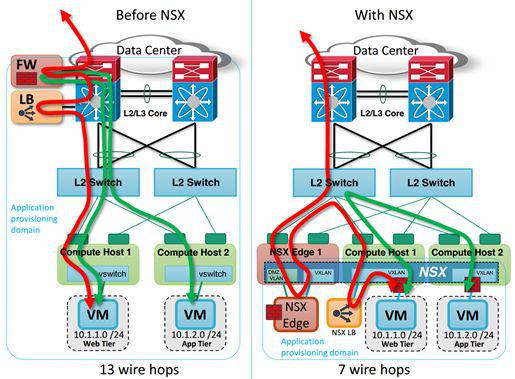 Before NSX
Data Center
FW
LB
L2/L3 Core
L2 Switch
L2 Switch
Application
provisioning
domain
Compute Host 1
Compute Host 2
vswitch
vswitch
VM
VM
10.1.1.0 /24
Web Tier
10.1.2.0 /24
App Tier
13 wire hops
With NSX
Data Center
L2/L3 Core
L2 Switch
L2 Switch
NSX Edge 1
Compute Host 1
Compute Host 2
DMZ
VLAN
VXLAN
VXLAN
NSX
VXLAN
NSX
Edge
NSX LB
VM
VM
10.1.1.0 /24
Web Tier
10.1.2.0 /24
App Tier
Application
provisioning domain
7 wire hops